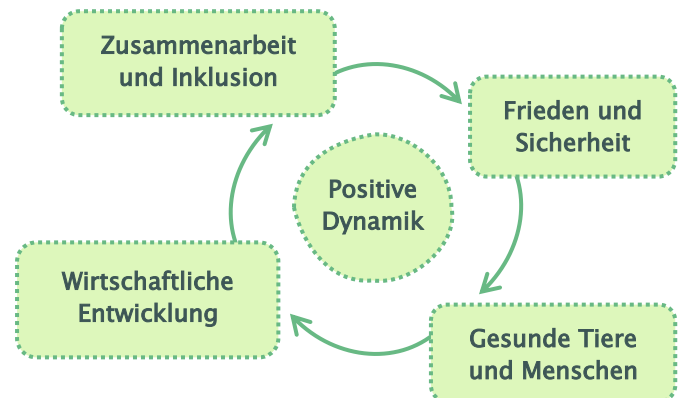 Zusammenarbeit
und Inklusion
Frieden und
Sicherheit
Positive
Dynamik
Wirtschaftliche
Entwicklung
Gesunde Tiere
und Menschen